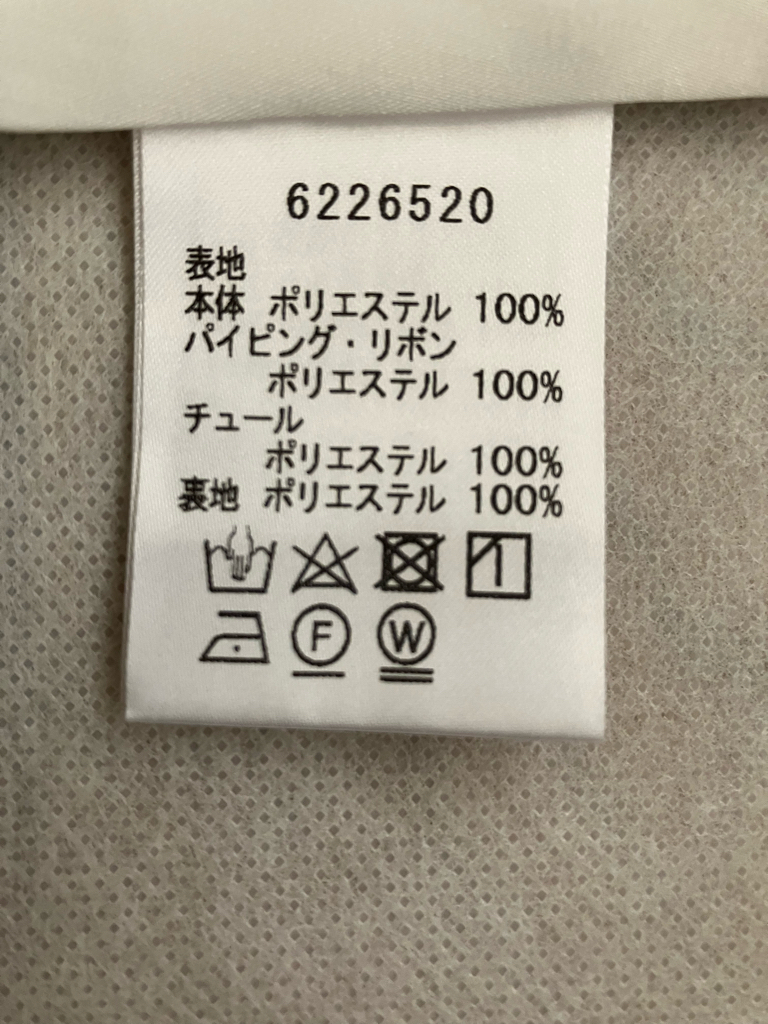 6226520
表地
本体 ポリエステル 100%
パイピング・リボン
ポリエステル 100%
チュール
ポリエステル 100%
裏地 ポリエステル 100%
F W